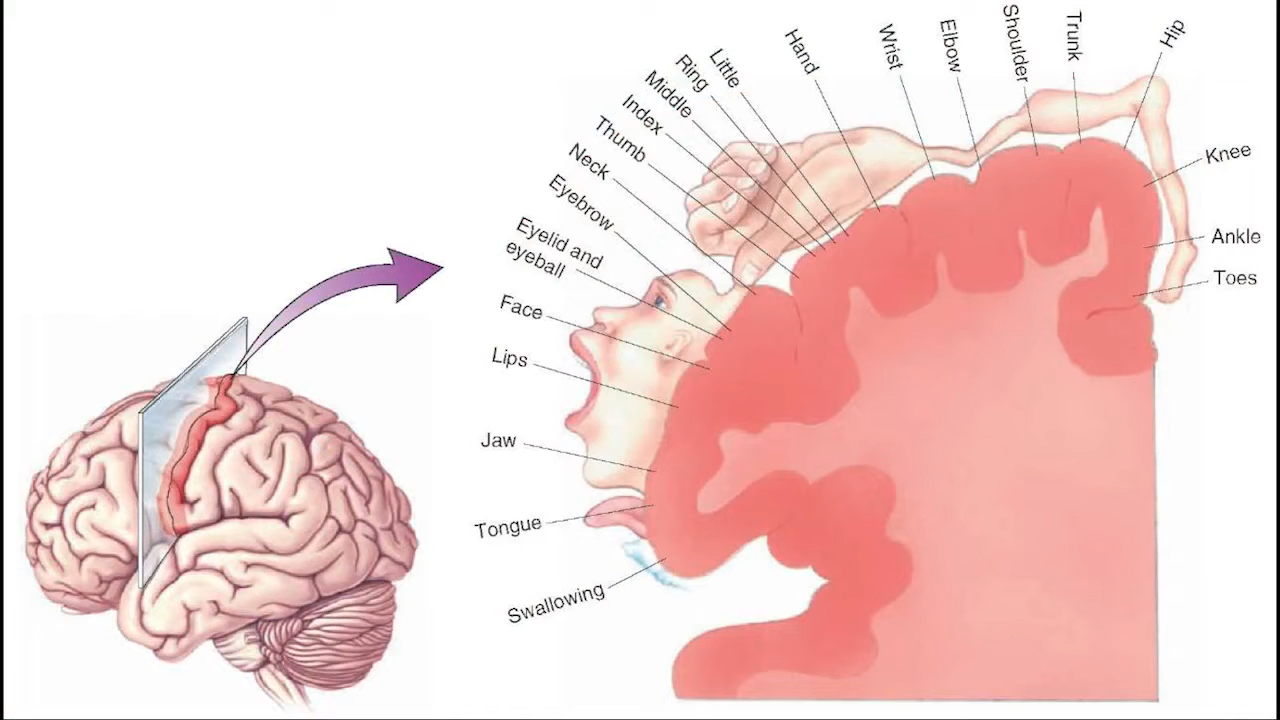 Hip
Trunk
Shoulder
Elbow
Wrist
Hand
Little
Ring
Middle
Index
Thumb
Neck
Eyebrow
Eyelid and
eyeball
Face
Lips
Jaw
Tongue
Swallowing
Knee
Ankle
Toes